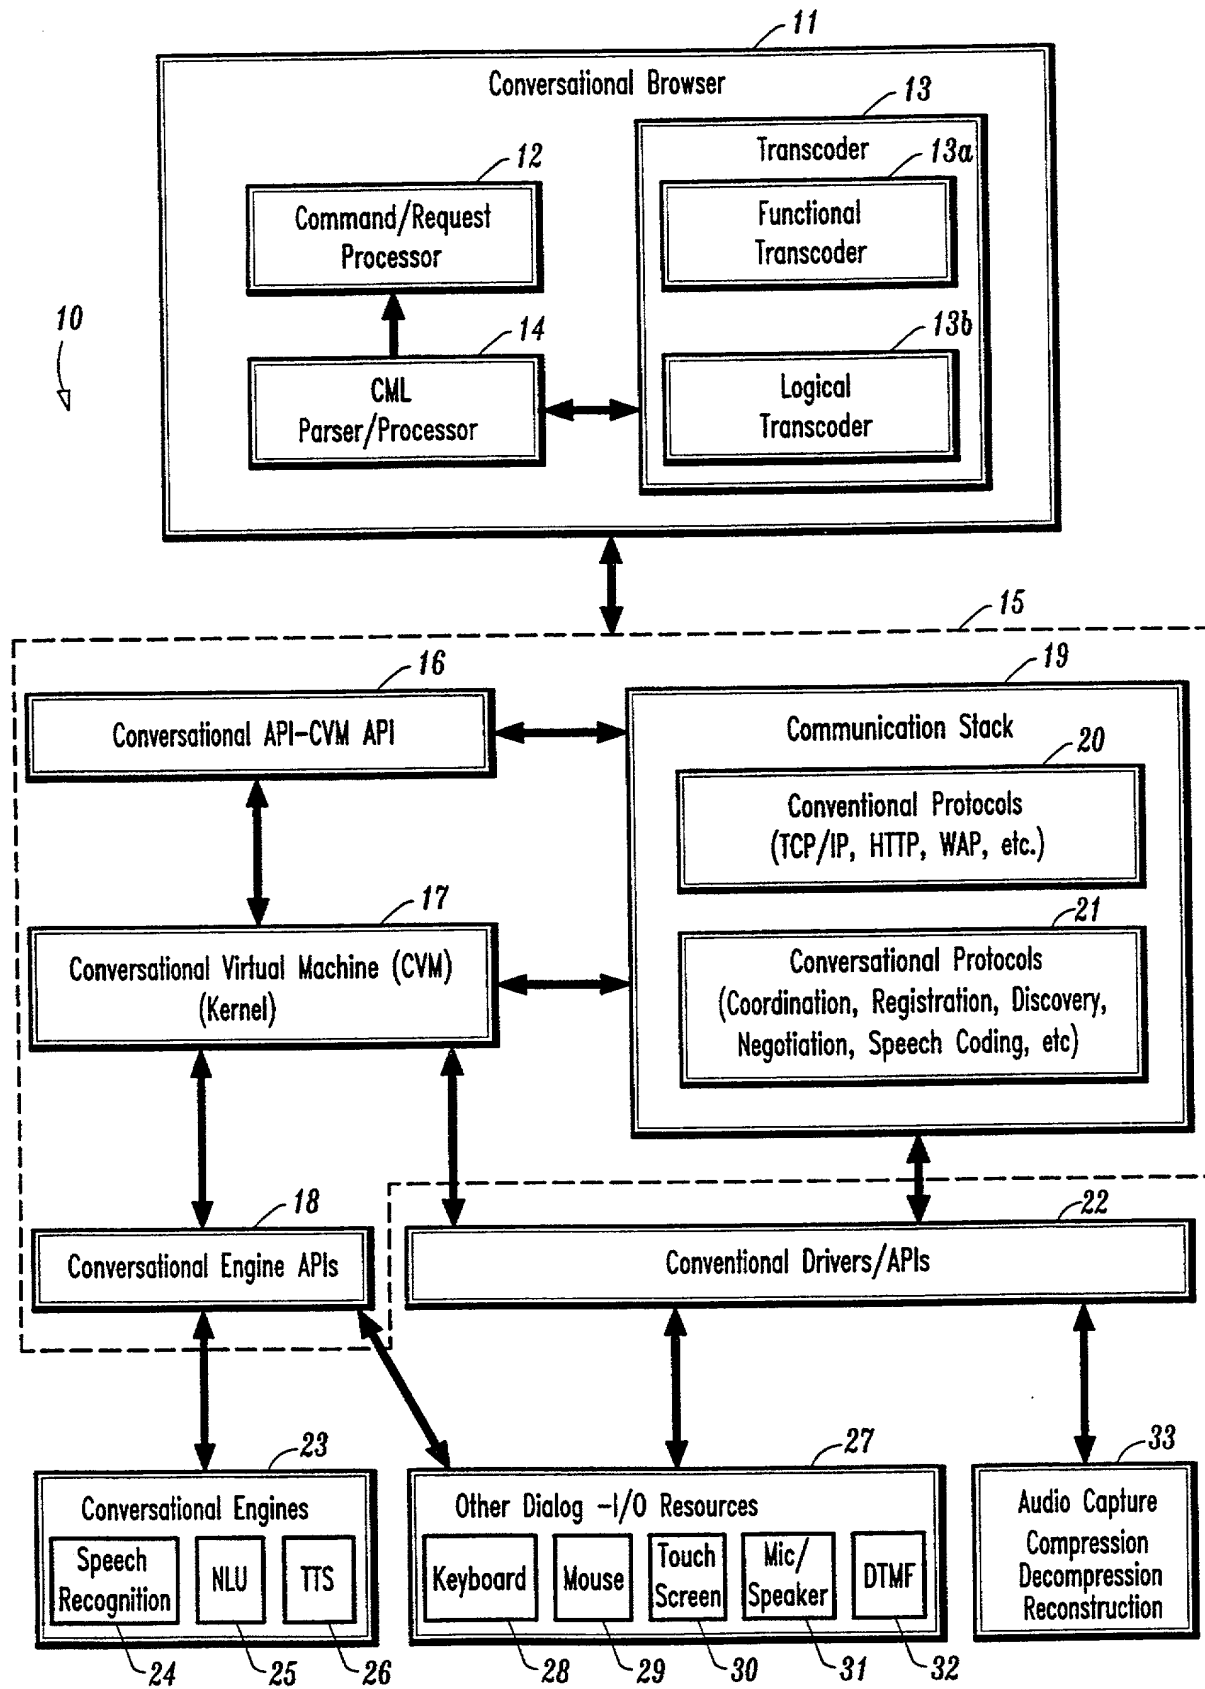 11
Conversational Browser
13
Transcoder
12
13a
Command/Request
Processor
Functional
Transcoder
10
14
13b
CML
Parser/Processor
Logical
Transcoder
15
16
19
Conversational API-CVM API
Communication Stack
20
Conventional Protocols
(TCP/IP, HTTP, WAP, etc.)
17
21
Conversational Virtual Machine (CVM)
(Kernel)
Conversational Protocols
(Coordination, Registration, Discovery,
Negotiation, Speech Coding, etc)
18
22
Conversational Engine APIs
Conventional Drivers/APIs
23
27
33
Conversational Engines
Speech
Recognition
NLU
TTS
Other Dialog -I/O Resources
Keyboard
Mouse
Touch
Screen
Mic/
Speaker
DTMF
Audio Capture
Compression
Decompression
Reconstruction
24
25
26
28
29
30
31
32